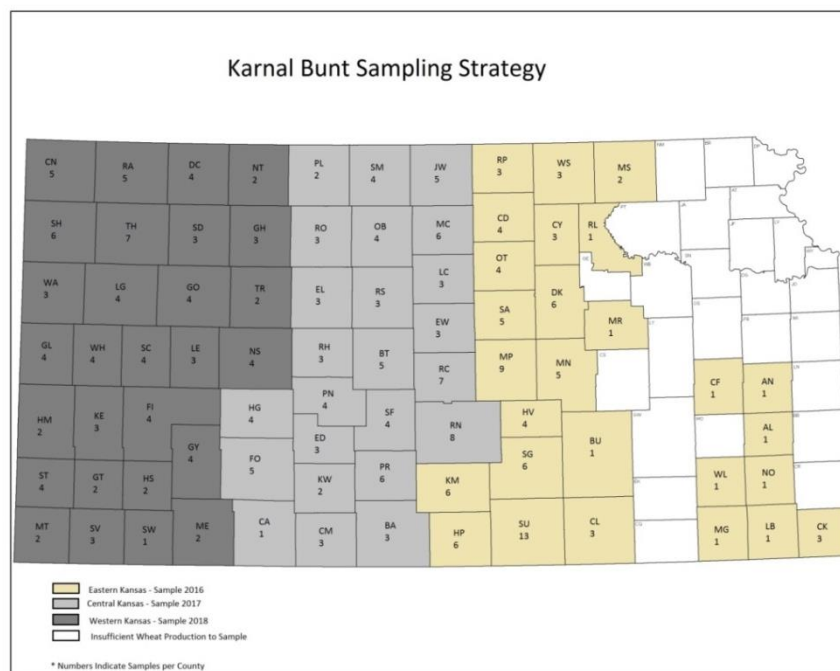 Karnal Bunt Sampling Strategy
CN
5
RA
5
DC
4
NT
2
PL
2
SM
4
JW
5
RP
3
WS
3
MS
2
SH
6
TH
7
SD
3
GH
3
RO
3
OB
4
MC
6
CD
4
CY
3
RL
1
WA
3
LG
4
GO
4
TR
2
EL
3
RS
3
LC
3
OT
4
DK
6
SA
5
MR
1
GL
4
WH
4
SC
4
LE
3
NS
4
RH
3
BT
5
EW
3
RC
7
MP
9
MN
5
CF
1
AN
1
HM
2
KE
3
FI
4
GY
4
HG
4
PN
4
SF
4
RN
8
HV
4
BU
1
AL
1
ST
4
GT
2
HS
2
FO
5
ED
3
KW
2
PR
6
KM
6
SG
6
WL
1
NO
1
MT
2
SV
3
SW
1
ME
2
CA
1
CM
3
BA
3
HP
6
SU
13
CL
3
MG
1
LB
1
CK
3
Eastern Kansas - Sample 2016
Central Kansas - Sample 2017
Western Kansas - Sample 2018
Insufficient Wheat Production to Sample
* Numbers Indicate Samples per County